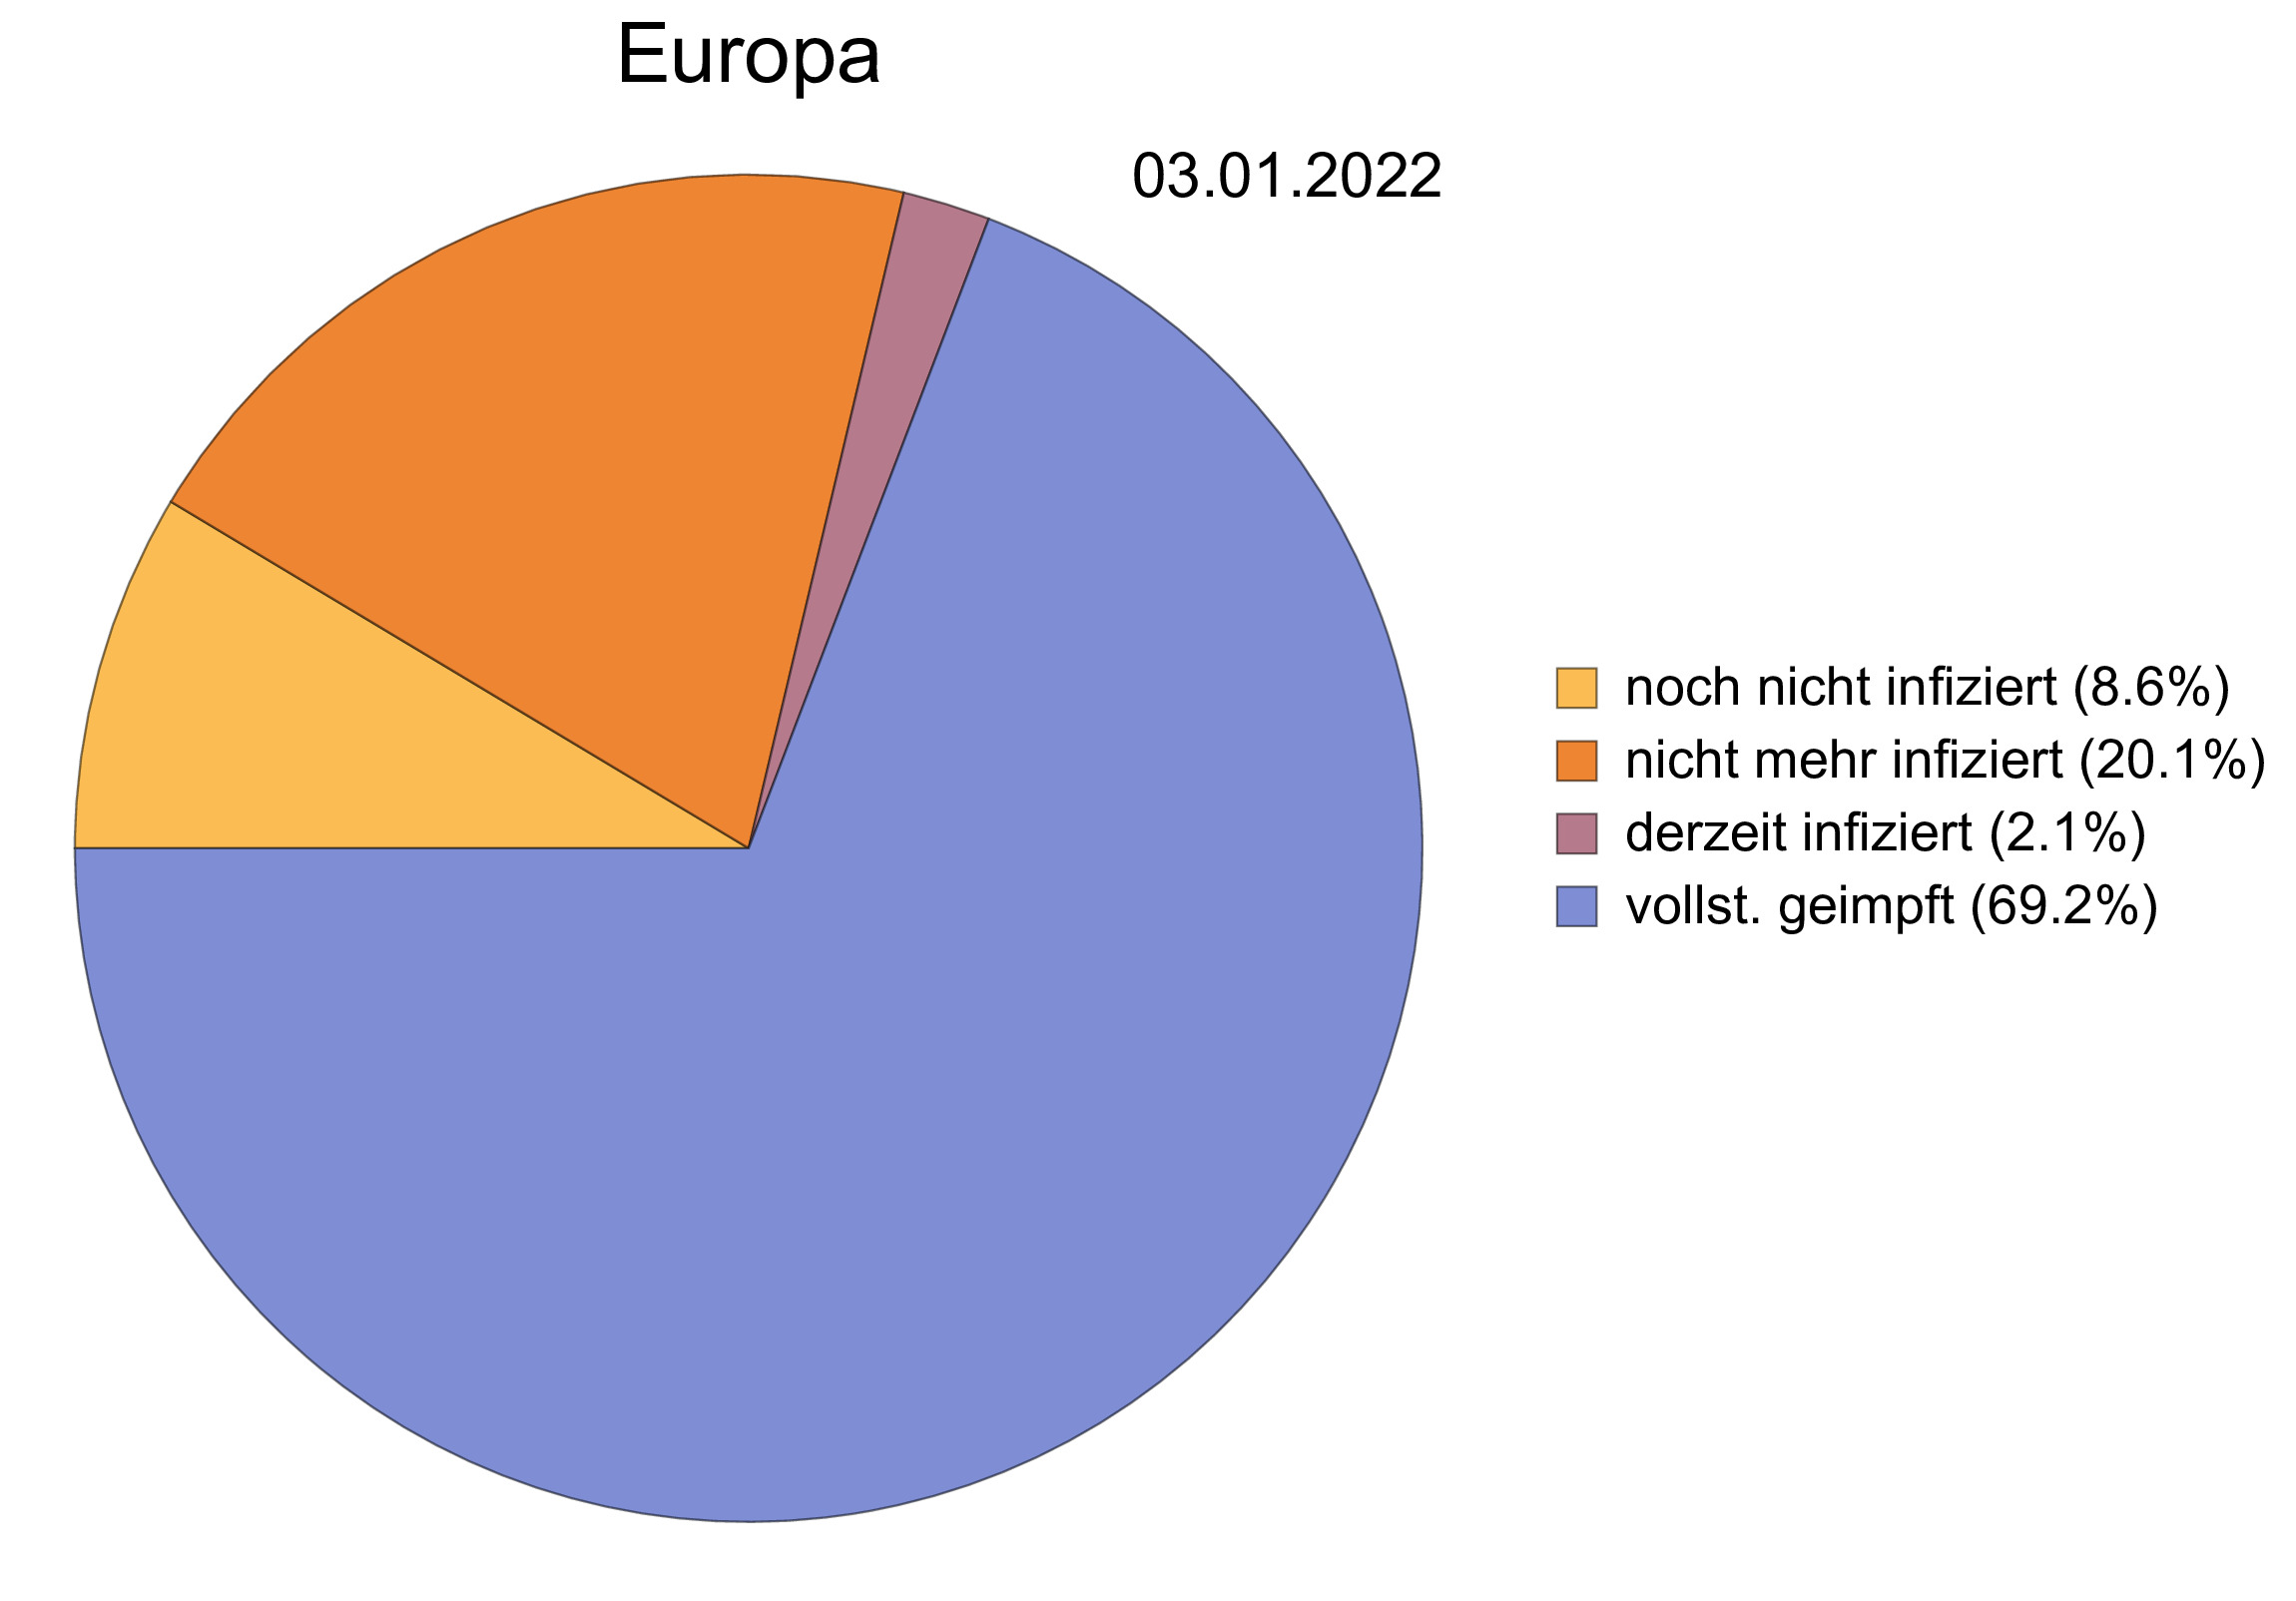 Europa
03.01.2022
noch nicht infiziert (8.6%)
nicht mehr infiziert (20.1%)
derzeit infiziert (2.1%)
vollst. geimpft (69.2%)